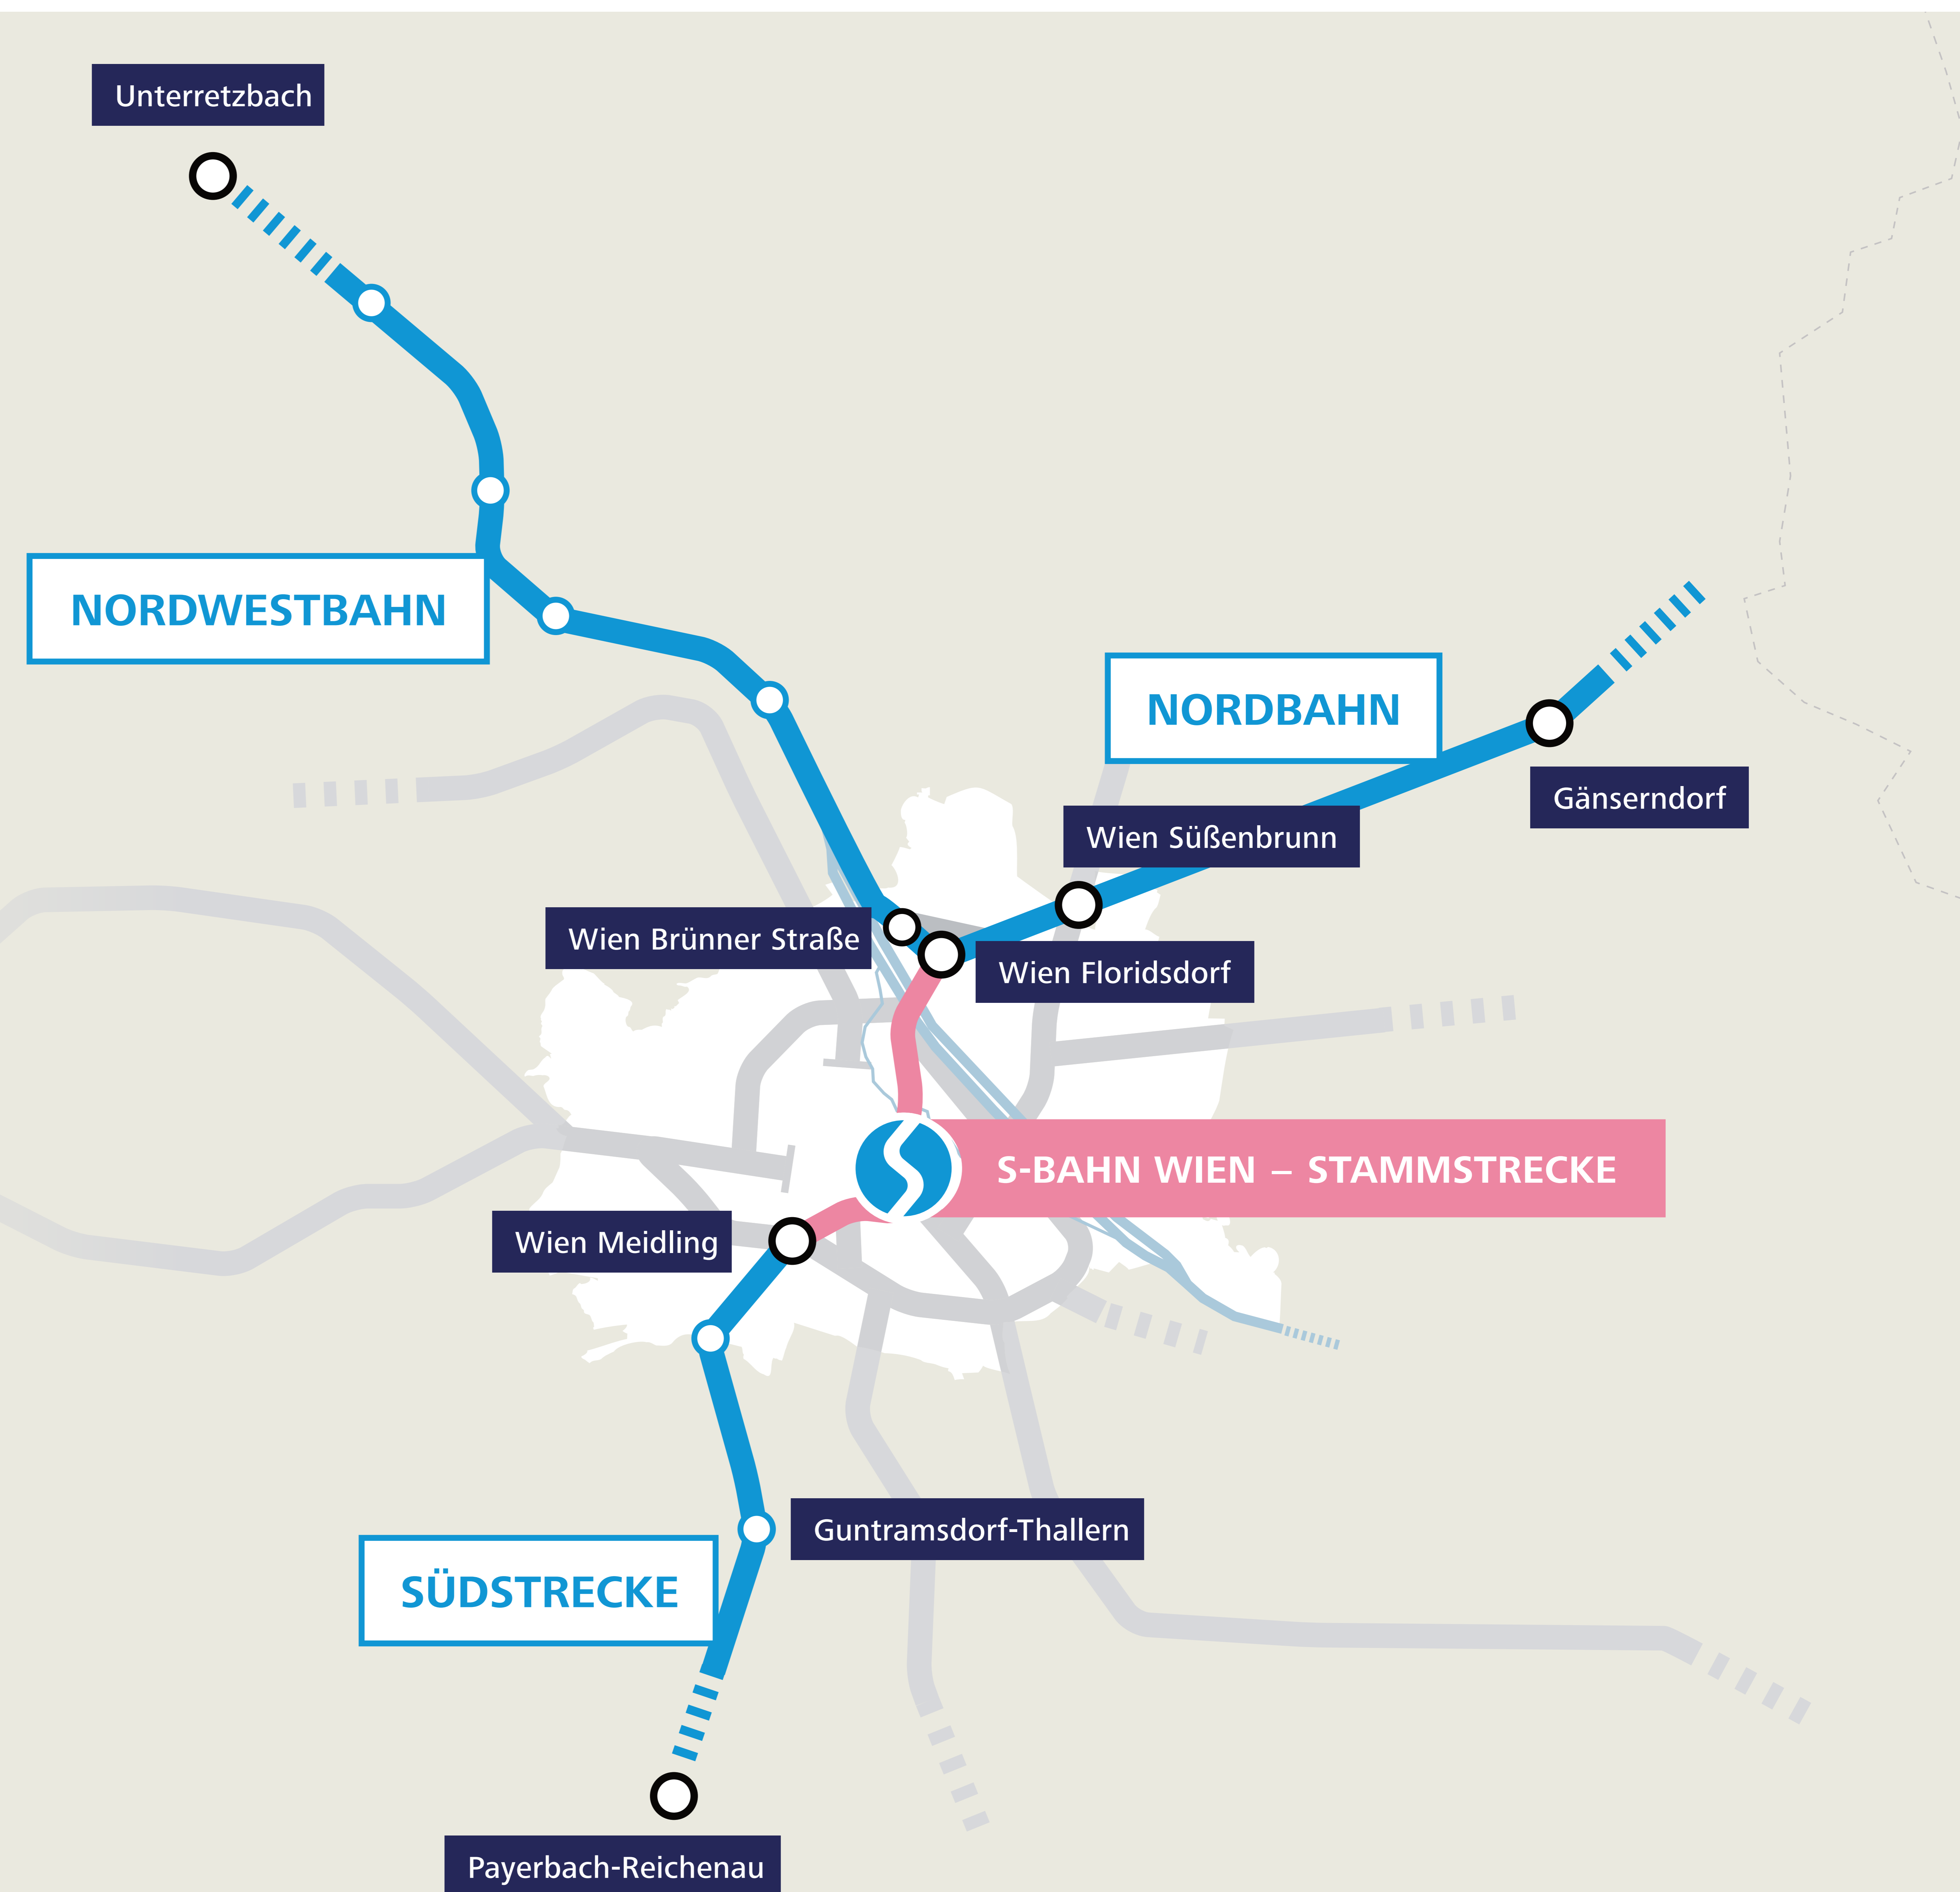 Unterretzbach
NORDWESTBAHN
NORDBAHN
Gänserndorf
Wien Süßenbrunn
Wien Brünner Straße
Wien Floridsdorf
S-BAHN WIEN – STAMMSTRECKE
Wien Meidling
Guntramsdorf-Thallern
SÜDSTRECKE
Payerbach-Reichenau